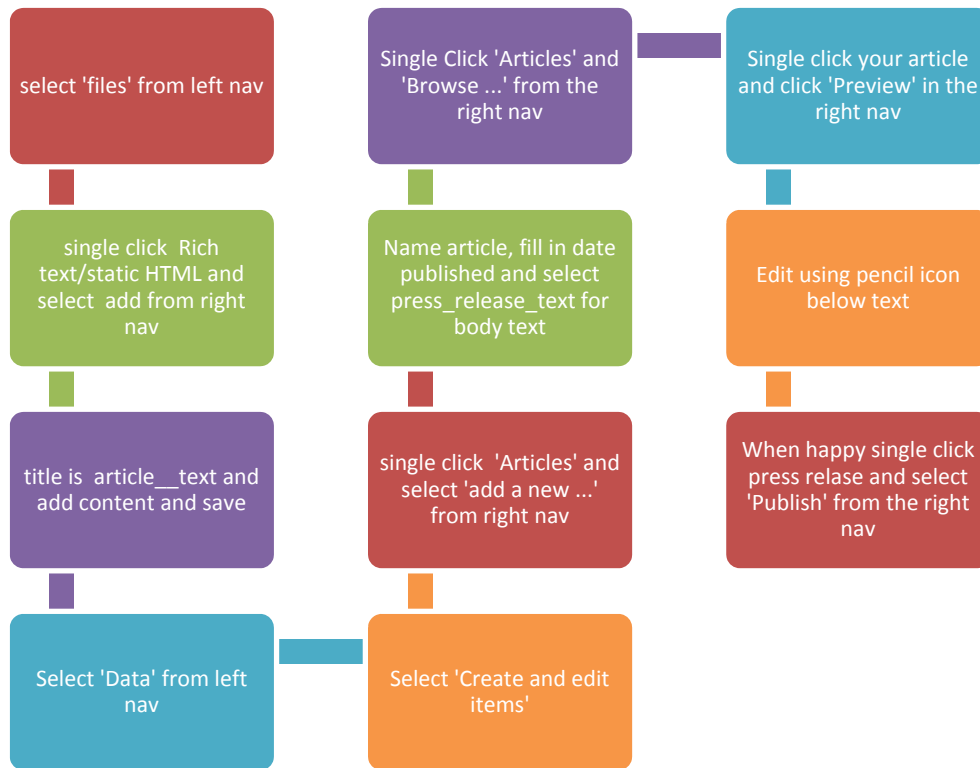 select 'files' from left nav
single click  Rich
text/static HTML and
select  add from right
nav
title is  article__text and
add content and save
Select 'Data' from left
nav
Select 'Create and edit
items'
single click  'Articles' and
select 'add a new ...'
from right nav
Name article, fill in date
published and select
press_release_text for
body text
Single Click 'Articles' and
'Browse ...' from the
right nav
Single click your article
and click 'Preview' in the
right nav
Edit using pencil icon
below text
When happy single click
press relase and select
'Publish' from the right
nav